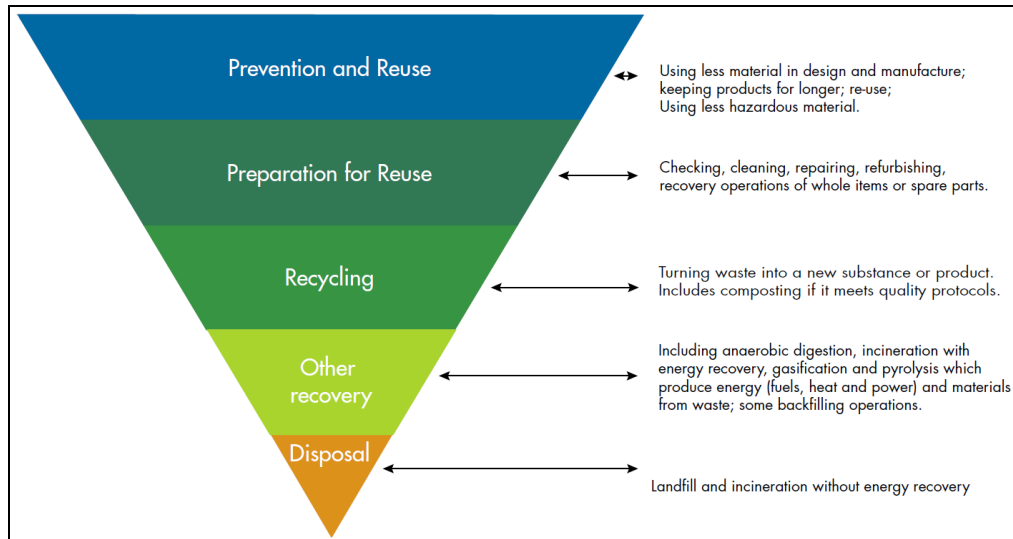 Prevention and Reuse
Using less material in design and manufacture;
keeping products for longer; re-use;
Using less hazardous material.
Preparation for Reuse
Checking, cleaning, repairing, refurbishing,
recovery operations of whole items or spare parts.
Recycling
Turning waste into a new substance or product.
Includes composting if it meets quality protocols.
Other
recovery
Including anaerobic digestion, incineration with
energy recovery, gasification and pyrolysis which
produce energy (fuels, heat and power) and materials
from waste; some backfilling operations.
Disposal
Landfill and incineration without energy recovery